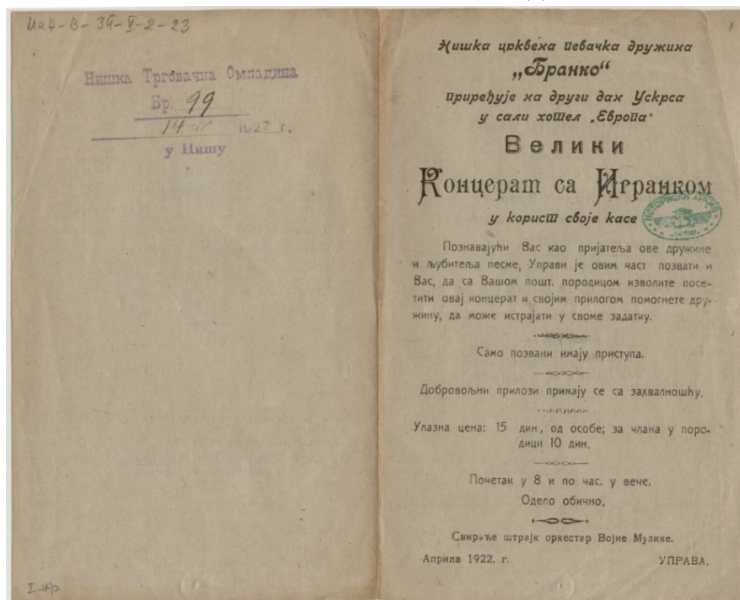 Нишка Трговачка Омладина
Бр. 99
1922 г.
у Нишу
I
Нишка црквена певачка дружина
„Бранко“
приређује на други дан Ускрса
у сали хотел „Европа“
Велики
Концерат са Игранком
у корист своје касе
Познавајући Вас као пријатеља ове дружине
и љубитеља песме, Управи је овим част позвати и
Вас, да са Вашом пошт. породицом изволите посе-
тити овај концерат и својим прилогом помогнете дру-
жину, да може истрајати у своме задатку.
Само позвани имају приступа.
Добровољни прилози примају се са захвалношћу.
Улазна цена: 15 дин, од особе; за члана у поро-
дици 10 дин.
Почетак у 8 и по час. у вече.
Одело обично.
Свираће штрајк оркестар Војне Музике.
Априла 1922. г. УПРАВА.